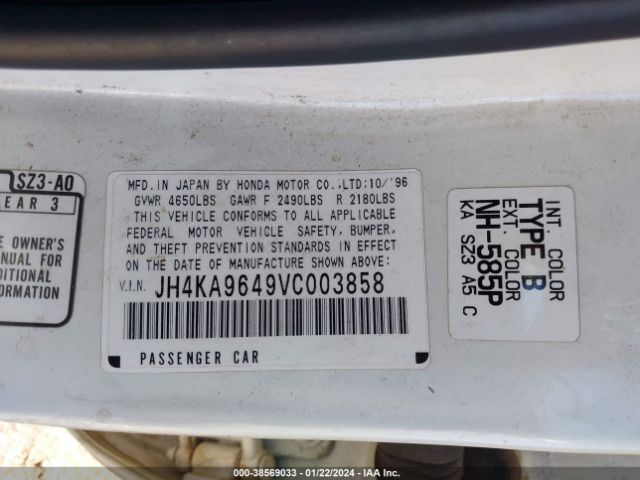 SZ3-A0
EAR 3
E OWNER'S
NUAL FOR
DITIONAL
FORMATION
MFD. IN JAPAN BY HONDA MOTOR CO.,LTD:10/'96
GVWR 4650LBS GAWR F 2490LBS R 2180LBS
THIS VEHICLE CONFORMS TO ALL APPLICABLE
FEDERAL MOTOR VEHICLE SAFETY, BUMPER,
AND THEFT PREVENTION STANDARDS IN EFFECT
ON THE DATE OF MANUFACTURE SHOWN ABOVE:
V.I.N. JH4KA9649VC003858
PASSENGER CAR
INT. COLOR
TYPE B
EXT. COLOR
NH-585P
KA SZ3 A5 C
000-38569033 - 01/22/2024 - IAA Inc.